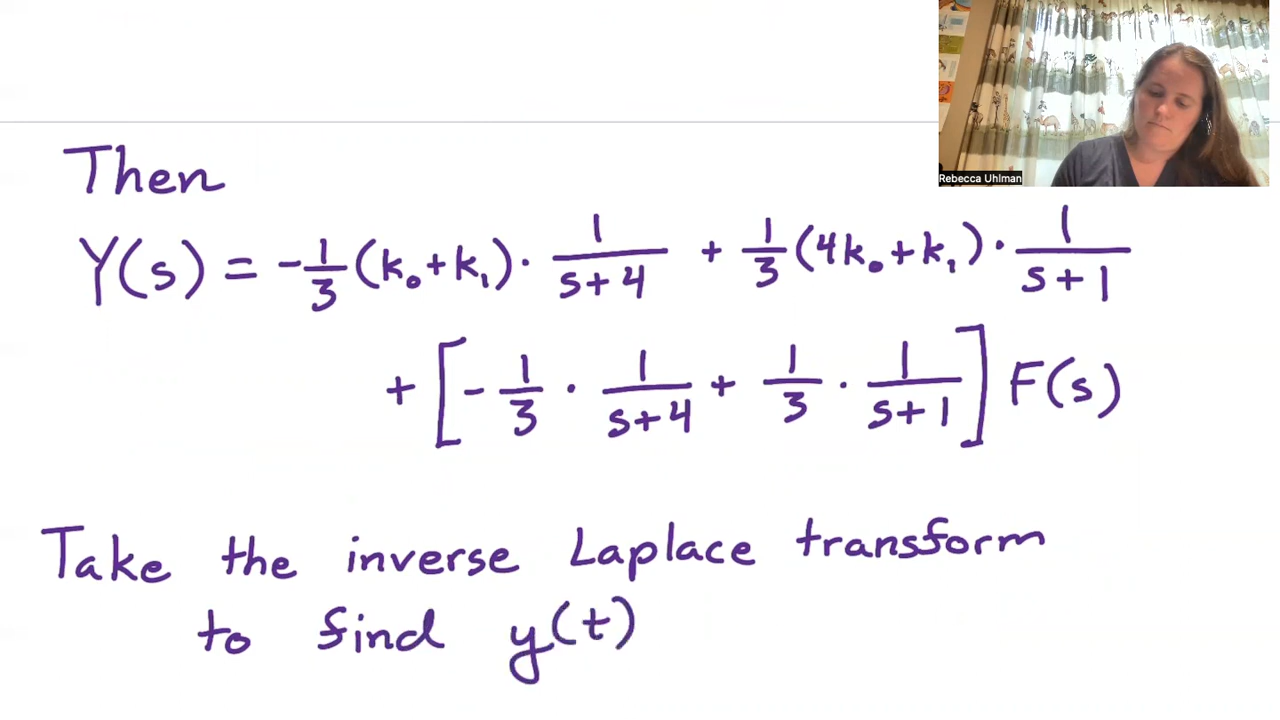 Rebecca Uhlman
Then
Y(s) = -1/3 (k₀+k₁) · 1/(s+4) + 1/3 (4k₀+k₁) · 1/(s+1)
+ [ - 1/3 · 1/(s+4) + 1/3 · 1/(s+1) ] F(s)
Take the inverse Laplace transform
to find y(t)